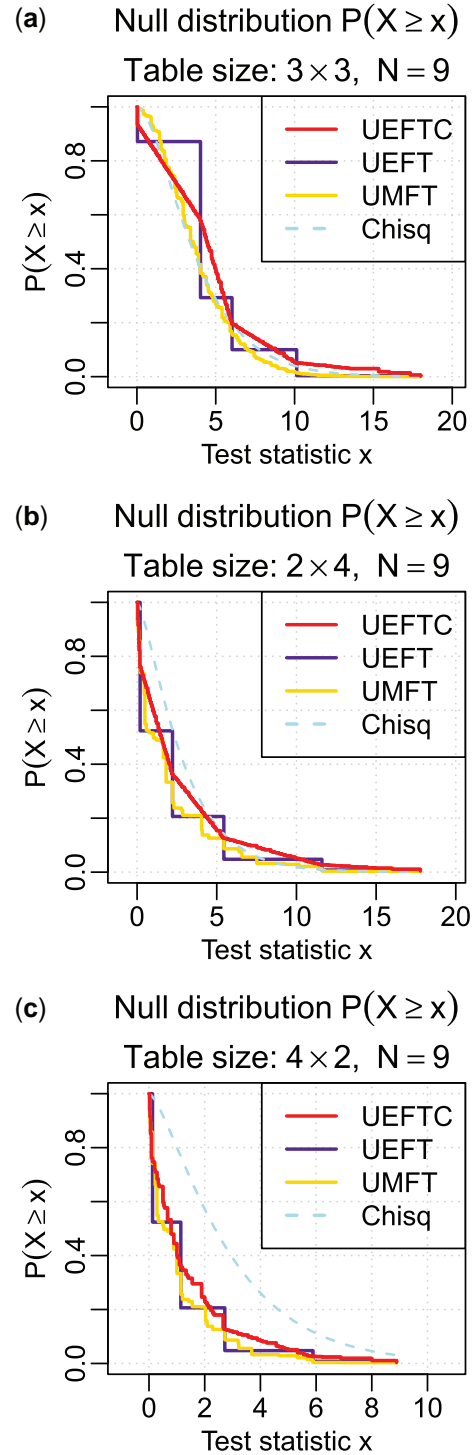 (a) Null distribution P(X ≥ x)
Table size: 3 × 3, N = 9
UEFTC
UEFT
UMFT
Chisq
P(X ≥ x)
0.0 0.4 0.8
0 5 10 15 20
Test statistic x
(b) Null distribution P(X ≥ x)
Table size: 2 × 4, N = 9
UEFTC
UEFT
UMFT
Chisq
P(X ≥ x)
0.0 0.4 0.8
0 5 10 15 20
Test statistic x
(c) Null distribution P(X ≥ x)
Table size: 4 × 2, N = 9
UEFTC
UEFT
UMFT
Chisq
P(X ≥ x)
0.0 0.4 0.8
0 2 4 6 8 10
Test statistic x